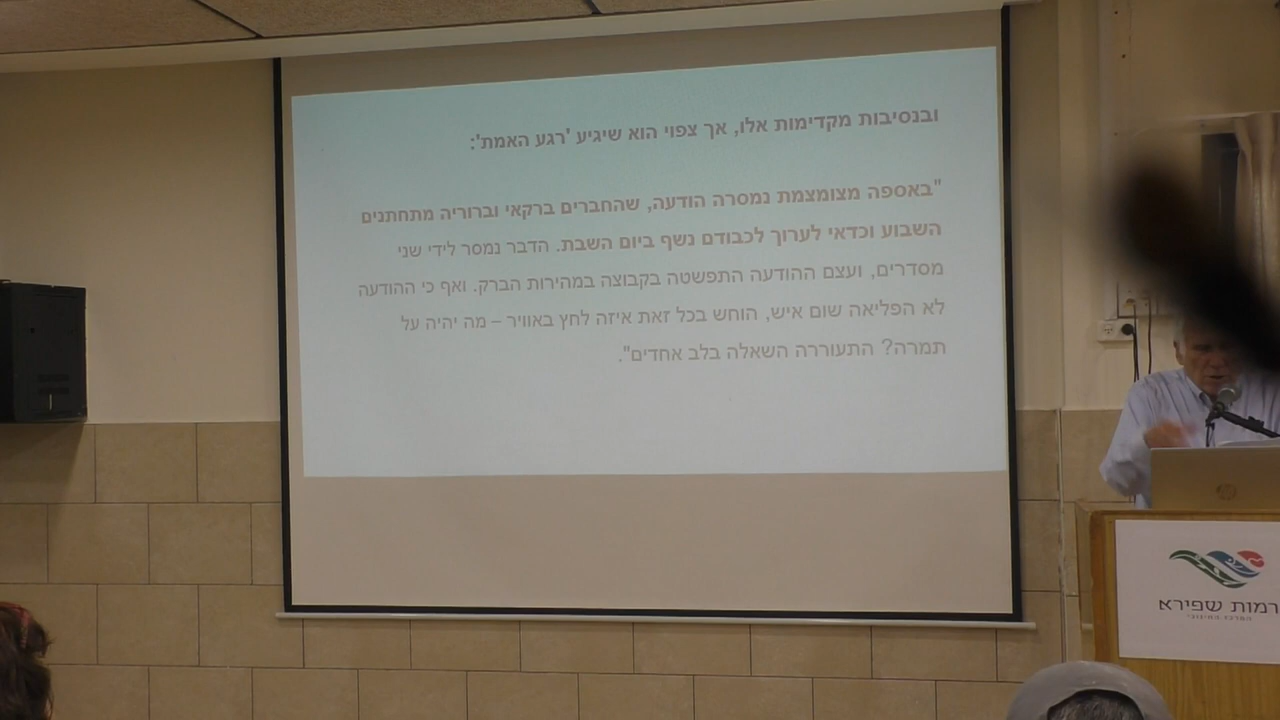 ובנסיבות מקדימות אלו, אך צפוי הוא שיגיע 'רגע האמת':
"באספה מצומצמת נמסרה הודעה, שהחברים ברקאי וברוריה מתחתנים
השבוע וכדאי לערוך לכבודם נשף ביום השבת. הדבר נמסר לידי שני
מסדרים, ועצם ההודעה התפשטה בקבוצה במהירות הברק. ואף כי ההודעה
לא הפליאה שום איש, הוחש בכל זאת איזה לחץ באוויר – מה יהיה על
תמרה? התעוררה השאלה בלב אחדים".
רמות שפירא